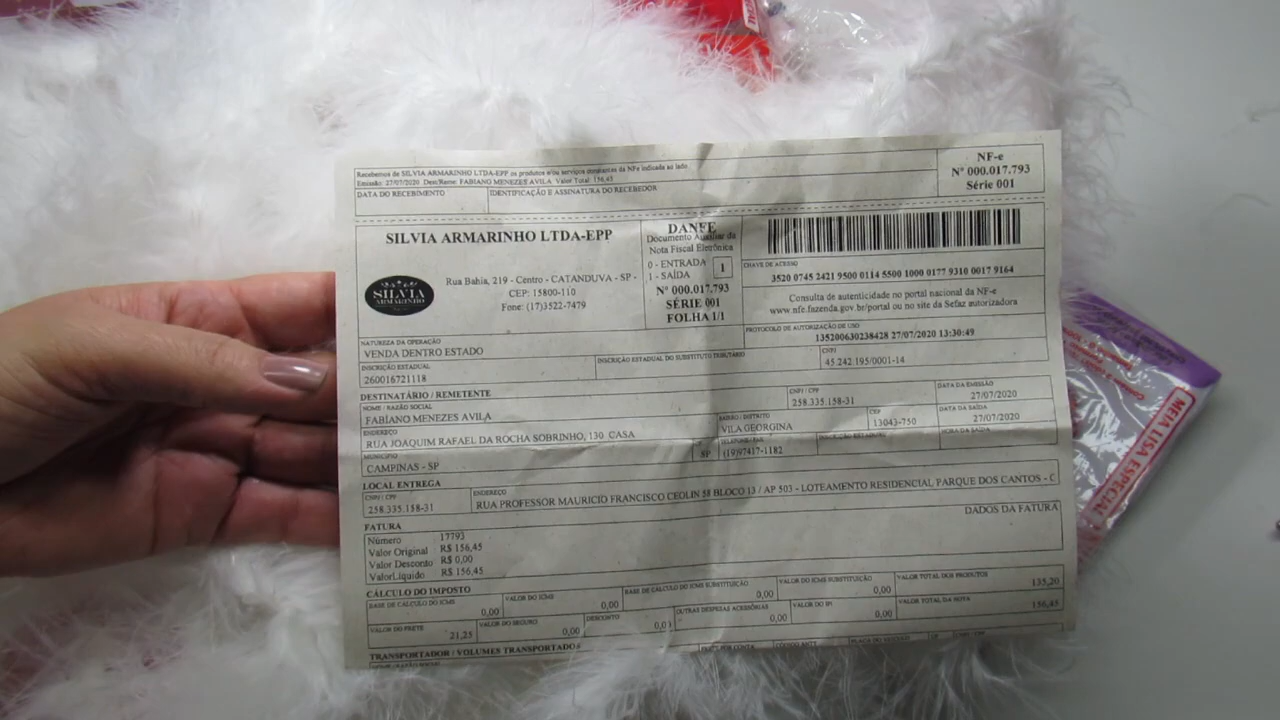 Recebemos de SILVIA ARMARINHO LTDA-EPP os produtos e/ou serviços constantes da NFe indicada ao lado.
Emissão: 27/07/2020 Dest/Reme: FABIANO MENEZES AVILA Valor Total: 156,45
DATA DO RECEBIMENTO IDENTIFICAÇÃO E ASSINATURA DO RECEBEDOR
NF-e
Nº 000.017.793
Série 001
SILVIA ARMARINHO LTDA-EPP
SILVIA
ARMARINHO
Rua Bahia, 219 - Centro - CATANDUVA - SP -
CEP: 15800-110
Fone: (17)3522-7479
DANFE
Documento Auxiliar da
Nota Fiscal Eletrônica
0 - ENTRADA
1 - SAÍDA
1
Nº 000.017.793
SÉRIE 001
FOLHA 1/1
CHAVE DE ACESSO
3520 0745 2421 9500 0114 5500 1000 0177 9310 0017 9164
Consulta de autenticidade no portal nacional da NF-e
www.nfe.fazenda.gov.br/portal ou no site da Sefaz autorizadora
NATUREZA DA OPERAÇÃO
VENDA DENTRO ESTADO
PROTOCOLO DE AUTORIZAÇÃO DE USO
135200630238428 27/07/2020 13:30:49
INSCRIÇÃO ESTADUAL
260016721118
INSCRIÇÃO ESTADUAL DO SUBSTITUTO TRIBUTÁRIO
CNPJ
45.242.195/0001-14
DESTINATÁRIO / REMETENTE
NOME / RAZÃO SOCIAL
FABIANO MENEZES AVILA
CNPJ / CPF
258.335.158-31
DATA DA EMISSÃO
27/07/2020
ENDEREÇO
RUA JOAQUIM RAFAEL DA ROCHA SOBRINHO, 130 CASA
BAIRRO / DISTRITO
VILA GEORGINA
CEP
13043-750
DATA DA SAÍDA
27/07/2020
MUNICÍPIO
CAMPINAS - SP
SP
TELEFONE / FAX
(19)97417-1182
INSCRIÇÃO ESTADUAL
HORA DA SAÍDA
LOCAL ENTREGA
CNPJ / CPF
258.335.158-31
ENDEREÇO
RUA PROFESSOR MAURICIO FRANCISCO CEOLIN 58 BLOCO 13 / AP 503 - LOTEAMENTO RESIDENCIAL PARQUE DOS CANTOS - C
FATURA
DADOS DA FATURA
Número 17793
Valor Original R$ 156,45
Valor Desconto R$ 0,00
ValorLíquido R$ 156,45
CÁLCULO DO IMPOSTO
BASE DE CÁLCULO DO ICMS 0,00
VALOR DO ICMS 0,00
BASE DE CÁLCULO DO ICMS SUBSTITUIÇÃO 0,00
VALOR DO ICMS SUBSTITUIÇÃO 0,00
VALOR TOTAL DOS PRODUTOS 135,20
VALOR DO FRETE 21,25
VALOR DO SEGURO 0,00
DESCONTO 0,0
OUTRAS DESPEZAS ACESSÓRIAS 0,00
VALOR DO IPI 0,00
VALOR TOTAL DA NOTA 156,45
TRANSPORTADOR / VOLUMES TRANSPORTADOS
MEIA LISA ESPECIAL